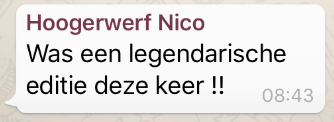 Hoogerwerf Nico
Was een legendarische
editie deze keer !!
08:43